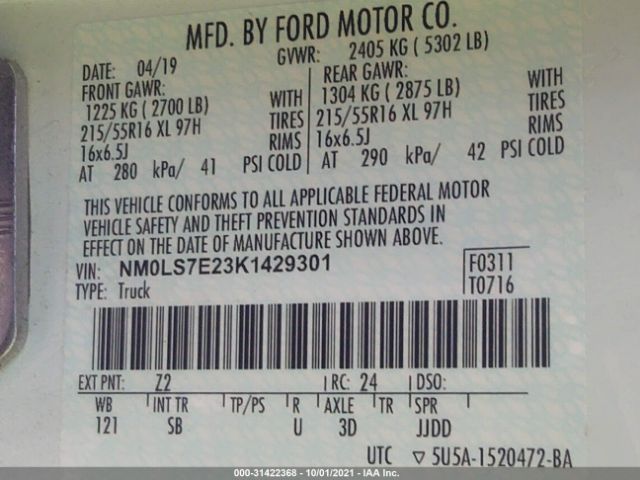 MFD. BY FORD MOTOR CO.
DATE: 04/19
GVWR: 2405 KG ( 5302 LB)
FRONT GAWR:
1225 KG ( 2700 LB) WITH
215/55R16 XL 97H TIRES
16x6.5J RIMS
AT 280 kPa/ 41 PSI COLD
REAR GAWR:
1304 KG ( 2875 LB) WITH
215/55R16 XL 97H TIRES
16x6.5J RIMS
AT 290 kPa/ 42 PSI COLD
THIS VEHICLE CONFORMS TO ALL APPLICABLE FEDERAL MOTOR
VEHICLE SAFETY AND THEFT PREVENTION STANDARDS IN
EFFECT ON THE DATE OF MANUFACTURE SHOWN ABOVE.
VIN: NM0LS7E23K1429301
TYPE: Truck
F0311
T0716
EXT PNT: Z2 RC: 24 DSO:
WB INT TR TP/PS R AXLE TR SPR
121 SB U 3D JJDD
UTC 5U5A-1520472-BA
000-31422368 - 10/01/2021 - IAA Inc.